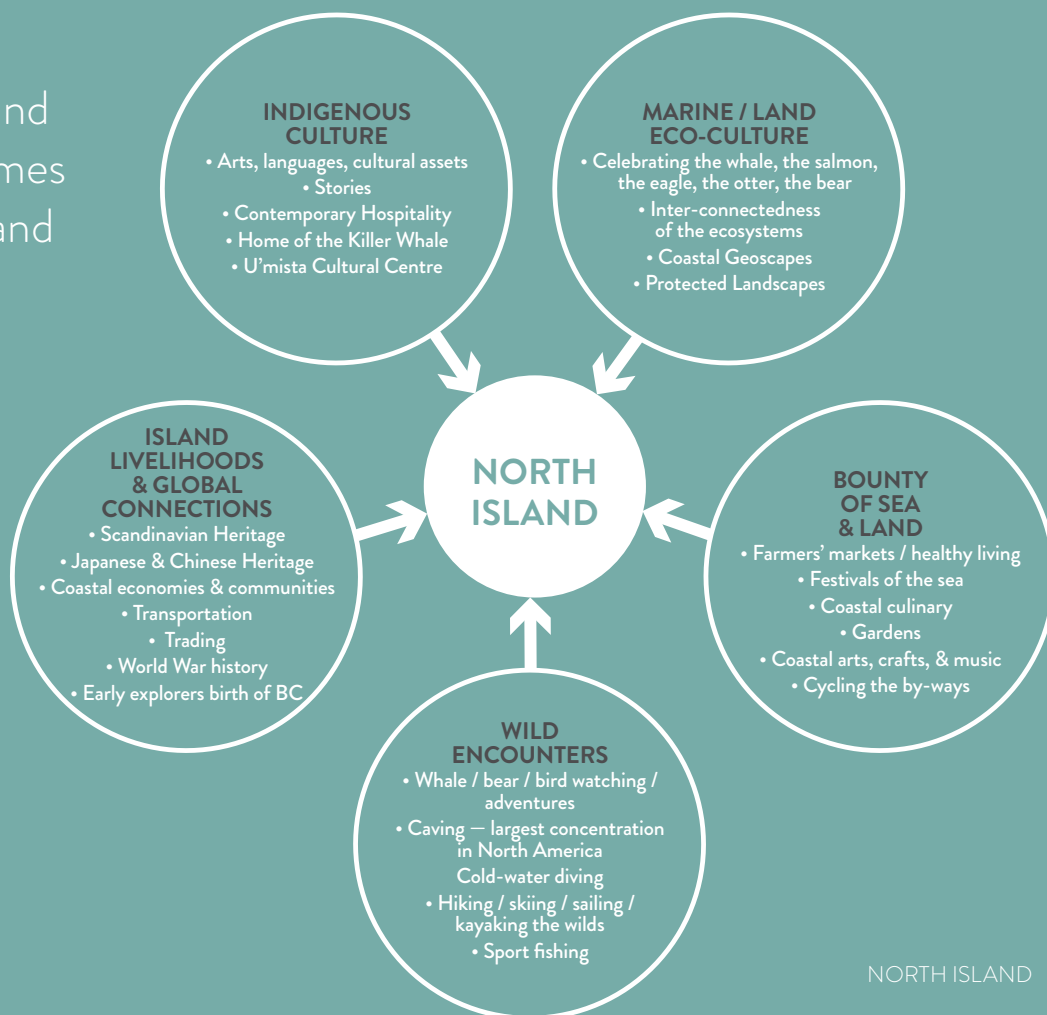 nd
mes
and
INDIGENOUS
CULTURE
• Arts, languages, cultural assets
• Stories
• Contemporary Hospitality
• Home of the Killer Whale
• U'mista Cultural Centre
MARINE / LAND
ECO-CULTURE
• Celebrating the whale, the salmon,
the eagle, the otter, the bear
• Inter-connectedness
of the ecosystems
• Coastal Geoscapes
• Protected Landscapes
ISLAND
LIVELIHOODS
& GLOBAL
CONNECTIONS
• Scandinavian Heritage
• Japanese & Chinese Heritage
• Coastal economies & communities
• Transportation
• Trading
• World War history
• Early explorers birth of BC
NORTH
ISLAND
BOUNTY
OF SEA
& LAND
• Farmers' markets / healthy living
• Festivals of the sea
• Coastal culinary
• Gardens
• Coastal arts, crafts, & music
• Cycling the by-ways
WILD
ENCOUNTERS
• Whale / bear / bird watching /
adventures
• Caving — largest concentration
in North America
Cold-water diving
• Hiking / skiing / sailing /
kayaking the wilds
• Sport fishing
NORTH ISLAND